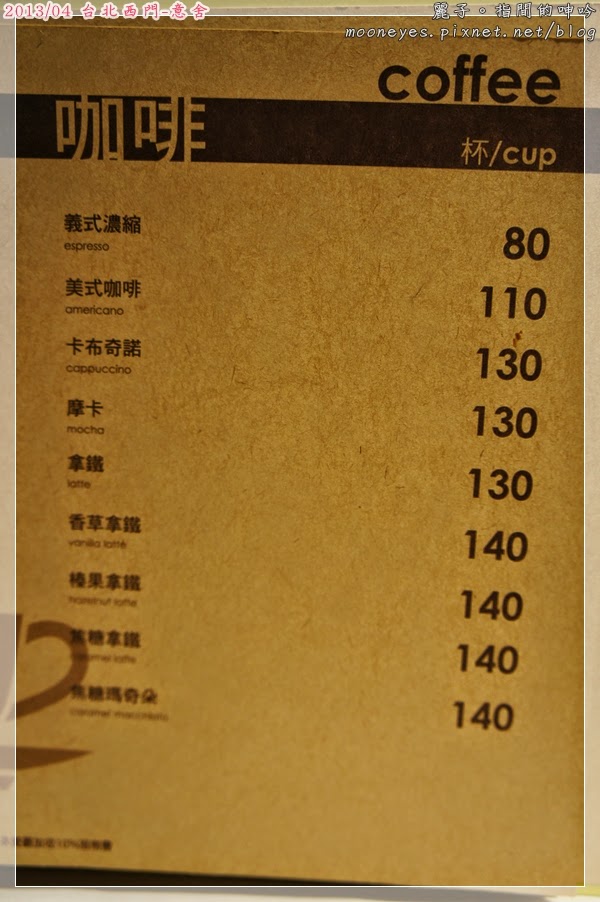 2013/04 台北西門-意舍
麗子。指間的呻吟
mooneyes.pixnet.net/blog
coffee
咖啡
杯/cup
義式濃縮 80
espresso
美式咖啡 110
americano
卡布奇諾 130
cappuccino
摩卡 130
mocha
拿鐵 130
latte
香草拿鐵 140
vanilla latte
榛果拿鐵 140
hazelnut latte
焦糖拿鐵 140
caramel latte
焦糖瑪奇朵 140
caramel macchiato